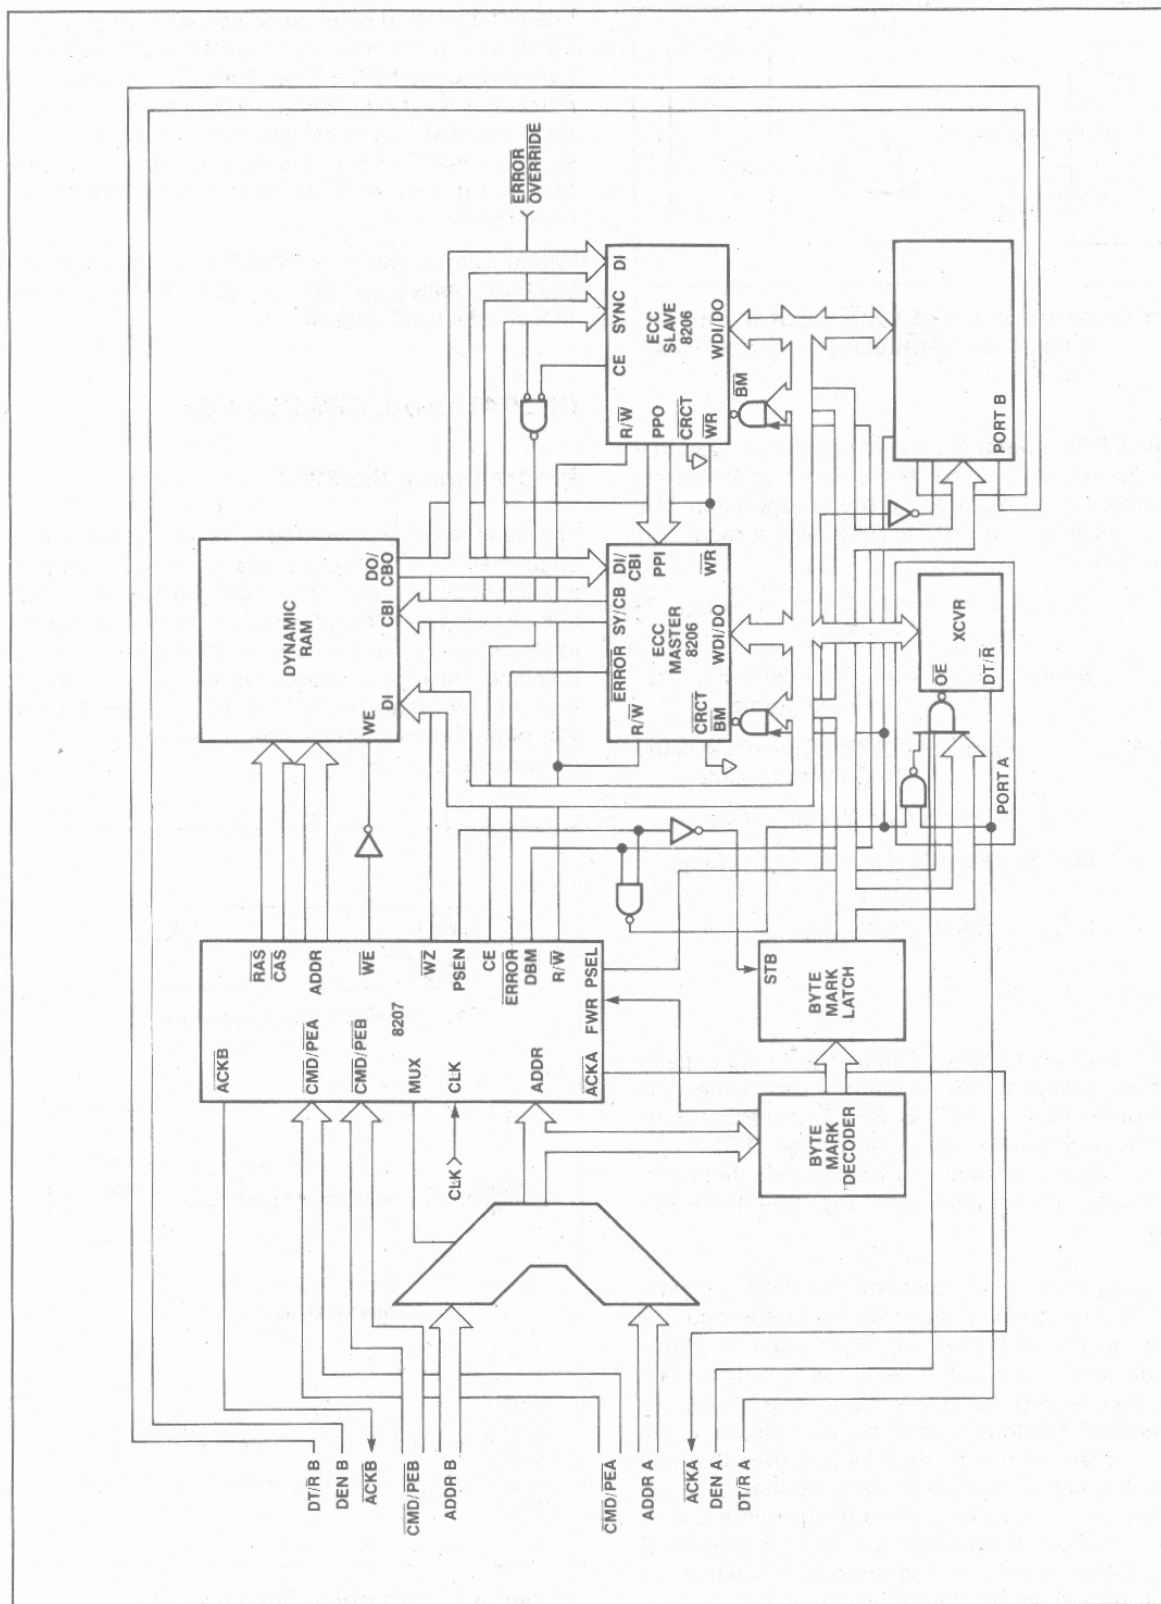 DT/R B
DEN B
ACKB
CMD/PEB
ADDR B
CMD/PEA
ADDR A
ACKA
DEN A
DT/R A
ACKB
CMD/PEA
CMD/PEB
MUX
CLK
ADDR
ACKA
CLK
8207
RAS
CAS
ADDR
WE
WZ
PSEN
CE
ERROR
DBM
R/W
PSEL
FWR
BYTE
MARK
DECODER
STB
BYTE
MARK
LATCH
DYNAMIC
RAM
WE
DI
CBI
DO/
CBO
ERROR
SY/CB
DI/
CBI
R/W
PPI
ECC
MASTER
8206
CRCT
BM
WDI/DO
WR
ERROR
OVERRIDE
CE
SYNC
DI
R/W
PPO
CRCT
WR
ECC
SLAVE
8206
WDI/DO
BM
OE
XCVR
DT/R
PORT A
PORT B